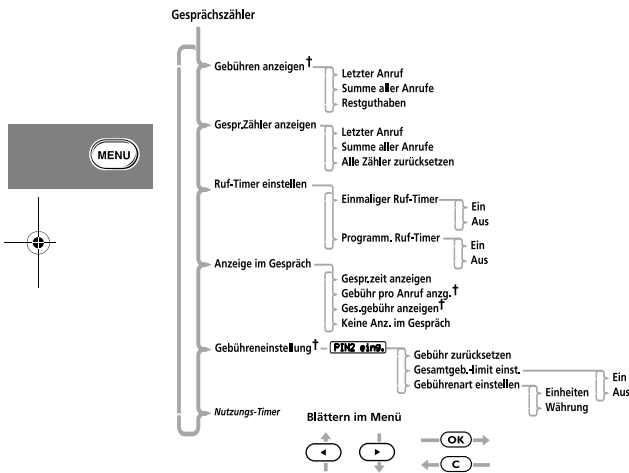 Gesprächszähler
Gebühren anzeigen †
Letzter Anruf
Summe aller Anrufe
Restguthaben
Gespr.Zähler anzeigen
Letzter Anruf
Summe aller Anrufe
Alle Zähler zurücksetzen
MENU
Ruf-Timer einstellen
Einmaliger Ruf-Timer
Ein
Aus
Programm. Ruf-Timer
Ein
Aus
Anzeige im Gespräch
Gespr.zeit anzeigen
Gebühr pro Anruf anzg. †
Ges.gebühr anzeigen †
Keine Anz. im Gespräch
Gebühreneinstellung †
PIN2 eing.
Gebühr zurücksetzen
Gesamtgeb.-limit einst.
Ein
Aus
Gebührenart einstellen
Einheiten
Währung
Nutzungs-Timer
Blättern im Menü
OK
C